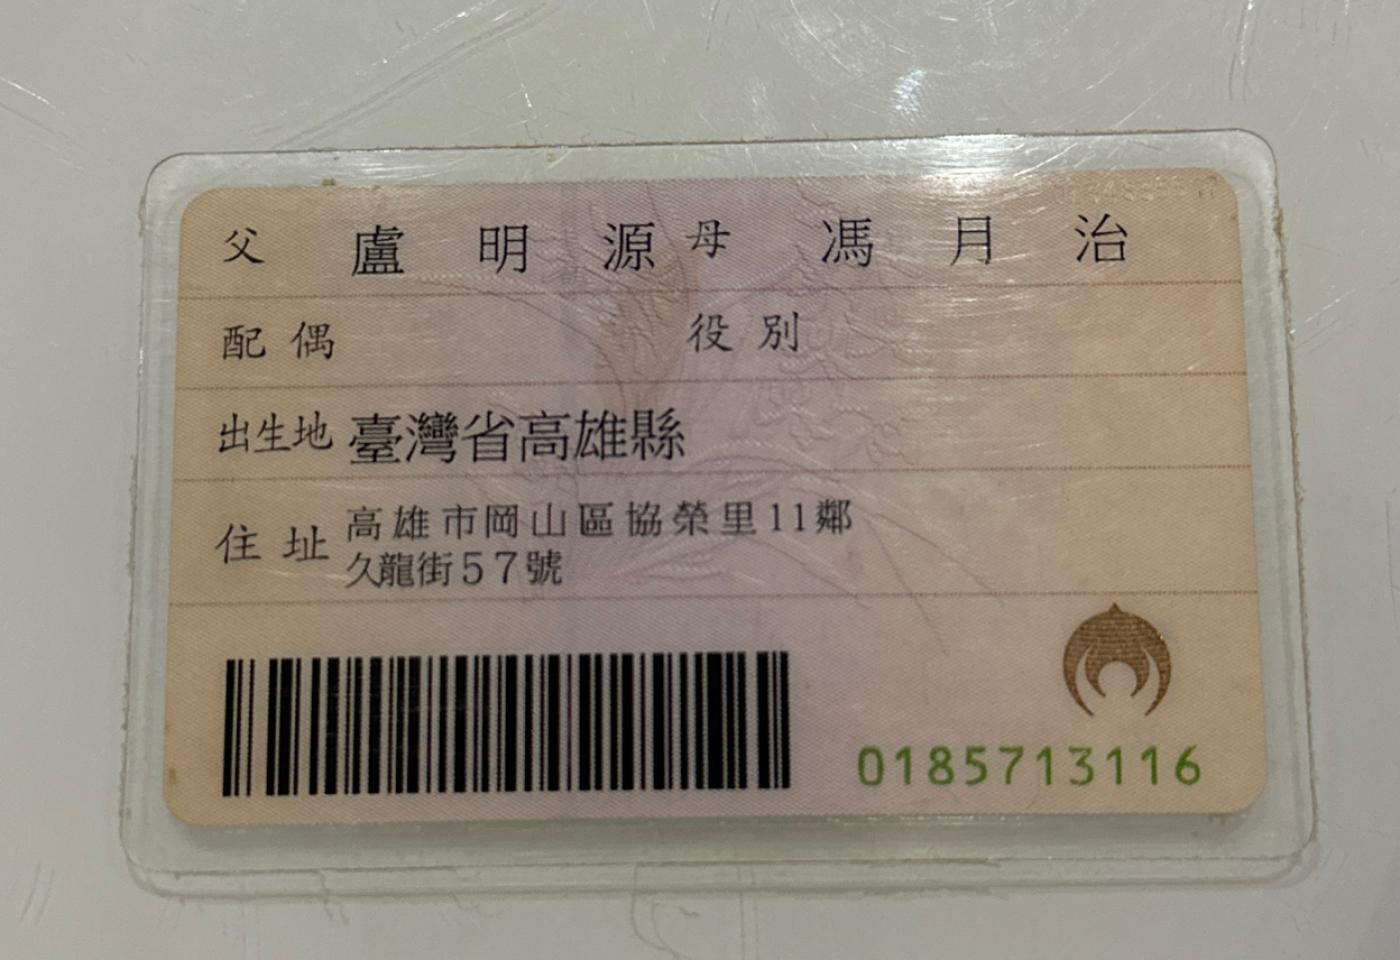 父 盧明源 母 馮月治
配偶 役別
出生地 臺灣省高雄縣
住址 高雄市岡山區協榮里11鄰
久龍街57號
0185713116